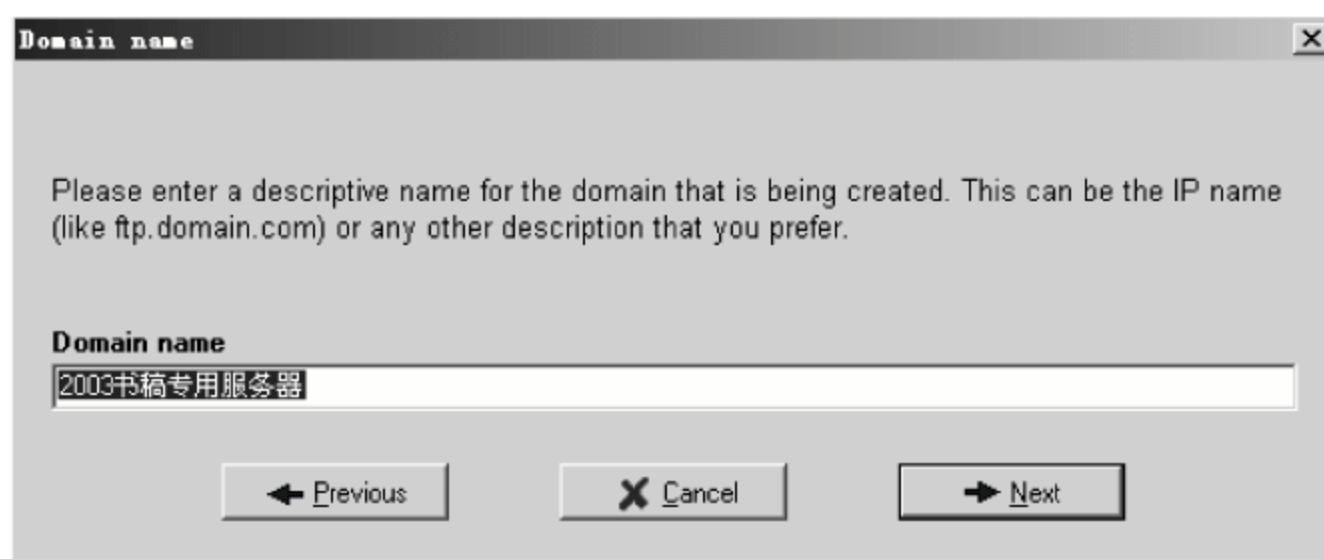 Domain name
Please enter a descriptive name for the domain that is being created. This can be the IP name
(like ftp.domain.com) or any other description that you prefer.
Domain name
2003书稿专用服务器
Previous Cancel Next